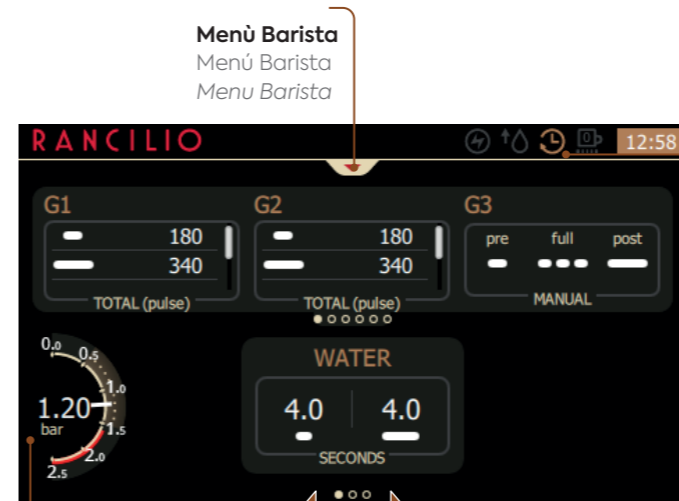 Menù Barista
Menú Barista
Menu Barista
RANCILIO
0
12:58
G1
180
340
TOTAL (pulse)
G2
180
340
TOTAL (pulse)
G3
pre full post
MANUAL
0.0
0.5
1.0
1.20
bar
1.5
2.0
2.5
WATER
4.0 4.0
SECONDS